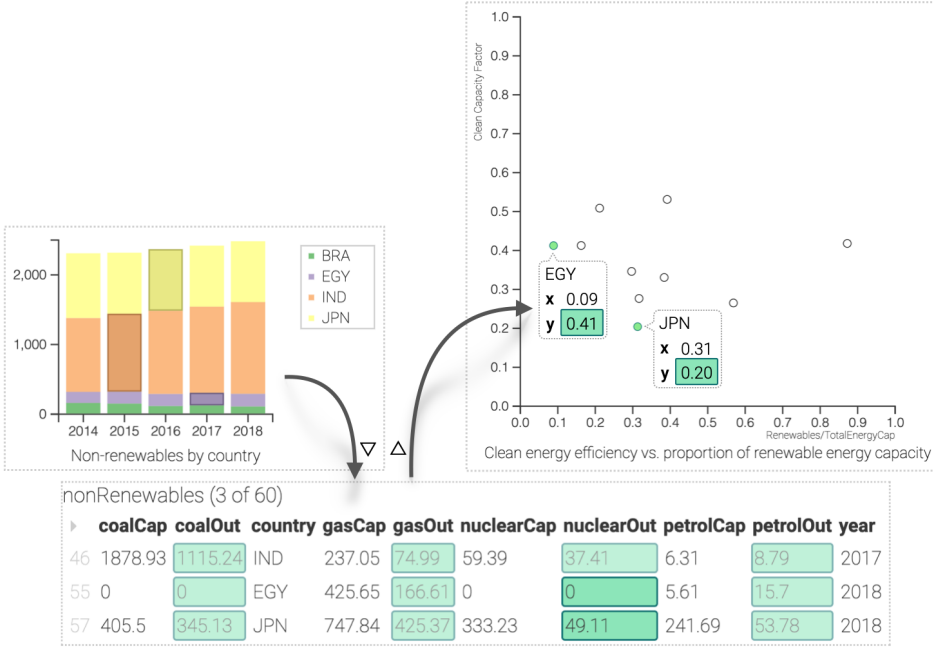 1.0
0.9
0.8
0.7
0.6
0.5
0.4
0.3
0.2
0.1
0.0
Clean Capacity Factor
0.0 0.1 0.2 0.3 0.4 0.5 0.6 0.7 0.8 0.9 1.0
Renewables/TotalEnergyCap
Clean energy efficiency vs. proportion of renewable energy capacity
EGY
x 0.09
y 0.41
JPN
x 0.31
y 0.20
2,000
1,000
0
2014 2015 2016 2017 2018
Non-renewables by country
BRA
EGY
IND
JPN
nonRenewables (3 of 60)
coalCap coalOut country gasCap gasOut nuclearCap nuclearOut petrolCap petrolOut year
46 1878.93 1115.24 IND 237.05 74.99 59.39 37.41 6.31 8.79 2017
55 0 0 EGY 425.65 166.61 0 0 5.61 15.7 2018
57 405.5 345.13 JPN 747.84 425.37 333.23 49.11 241.69 53.78 2018